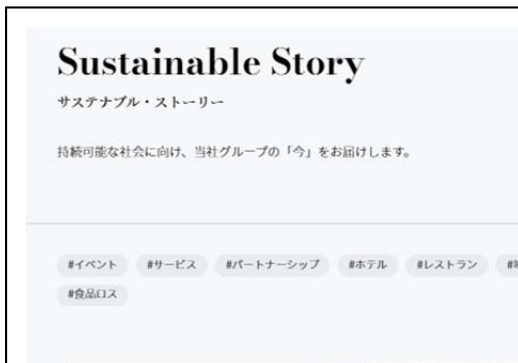 Sustainable Story
サステナブル・ストーリー
持続可能な社会に向け、当社グループの「今」をお届けします。
#イベント #サービス #パートナーシップ #ホテル #レストラン
#食品ロス